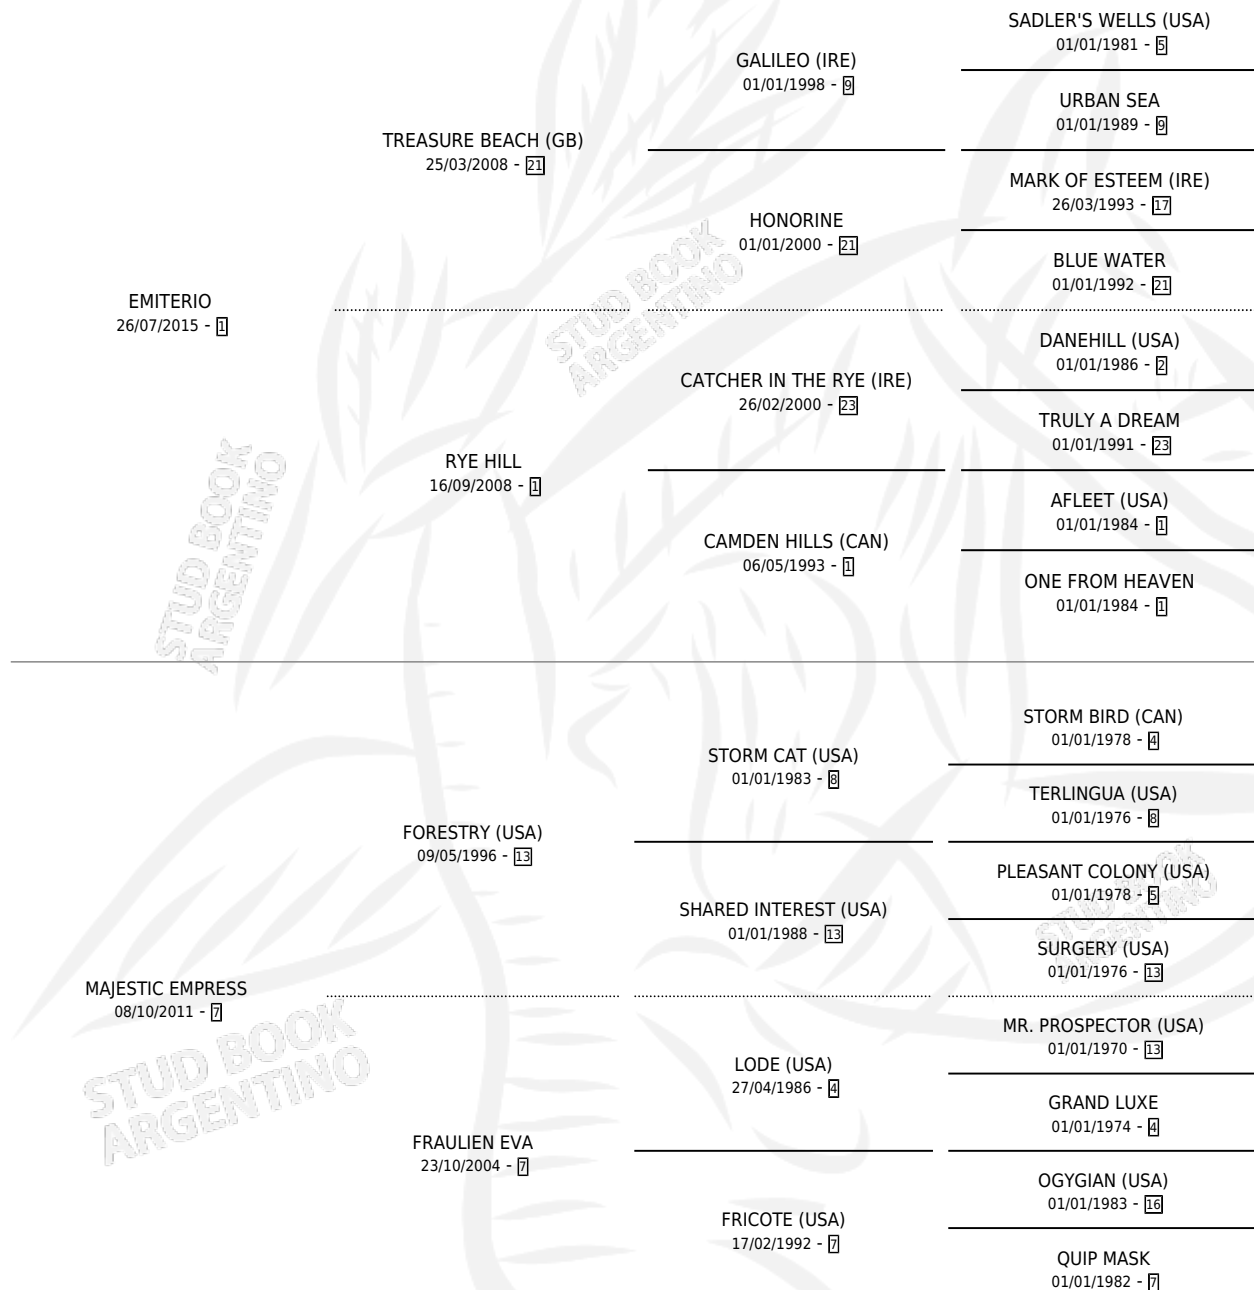 SADLER'S WELLS (USA)
01/01/1981 - 5
GALILEO (IRE)
01/01/1998 - 9
URBAN SEA
01/01/1989 - 9
TREASURE BEACH (GB)
25/03/2008 - 21
MARK OF ESTEEM (IRE)
26/03/1993 - 17
HONORINE
01/01/2000 - 21
BLUE WATER
01/01/1992 - 21
EMITERIO
26/07/2015 - 1
DANEHILL (USA)
01/01/1986 - 2
CATCHER IN THE RYE (IRE)
26/02/2000 - 23
TRULY A DREAM
01/01/1991 - 23
RYE HILL
16/09/2008 - 1
AFLEET (USA)
01/01/1984 - 1
CAMDEN HILLS (CAN)
06/05/1993 - 1
ONE FROM HEAVEN
01/01/1984 - 1
STORM BIRD (CAN)
01/01/1978 - 4
STORM CAT (USA)
01/01/1983 - 8
TERLINGUA (USA)
01/01/1976 - 8
FORESTRY (USA)
09/05/1996 - 13
PLEASANT COLONY (USA)
01/01/1978 - 5
SHARED INTEREST (USA)
01/01/1988 - 13
SURGERY (USA)
01/01/1976 - 13
MAJESTIC EMPRESS
08/10/2011 - 7
MR. PROSPECTOR (USA)
01/01/1970 - 13
LODE (USA)
27/04/1986 - 4
GRAND LUXE
01/01/1974 - 4
FRAULIEN EVA
23/10/2004 - 7
OGYGIAN (USA)
01/01/1983 - 16
FRICOTE (USA)
17/02/1992 - 7
QUIP MASK
01/01/1982 - 7
STUD BOOK
ARGENTINO
STUD BOOK
ARGENTINO
STUD BOOK
ARGENTINO
STUD BOOK
ARGENTINO